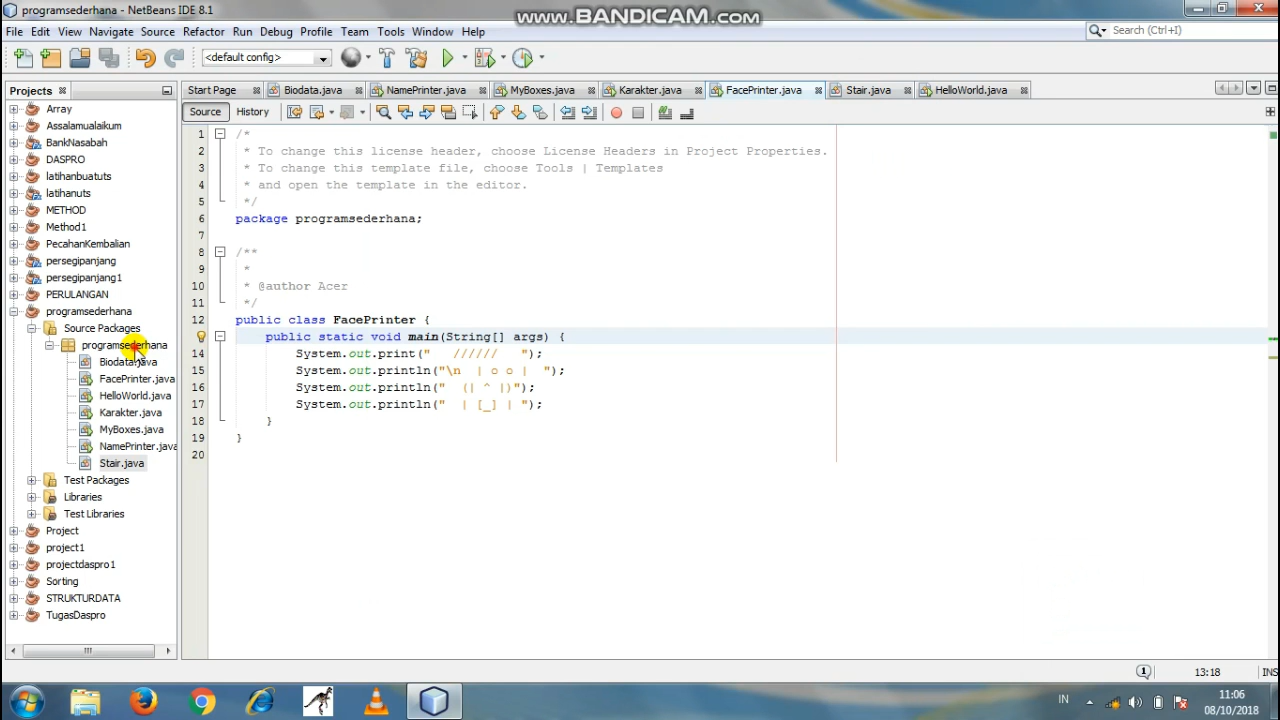 programsederhana - NetBeans IDE 8.1
www.BANDICAM.com
File Edit View Navigate Source Refactor Run Debug Profile Team Tools Window Help
Search (Ctrl+I)
<default config>
Projects
Start Page Biodata.java NamePrinter.java MyBoxes.java Karakter.java FacePrinter.java Stair.java HelloWorld.java
Source History
Array
Assalamualaikum
BankNasabah
DASPRO
latihanbuatuts
latihanuts
METHOD
Method1
PecahanKembalian
persegipanjang
persegipanjang1
PERULANGAN
programsederhana
Source Packages
programsederhana
Biodata.java
FacePrinter.java
HelloWorld.java
Karakter.java
MyBoxes.java
NamePrinter.java
Stair.java
Test Packages
Libraries
Test Libraries
Project
project1
projectdaspro1
Sorting
STRUKTURDATA
TugasDaspro
1 /*
2 * To change this license header, choose License Headers in Project Properties.
3 * To change this template file, choose Tools | Templates
4 * and open the template in the editor.
5 */
6 package programsederhana;
7
8 /**
9 *
10 * @author Acer
11 */
12 public class FacePrinter {
public static void main(String[] args) {
14 System.out.print("   //////   ");
15 System.out.println("\n  | o o |  ");
16 System.out.println("  (| ^ |)");
17 System.out.println("  | [_] | ");
18 }
19 }
20
1
13:18
INS
IN
11:06
08/10/2018